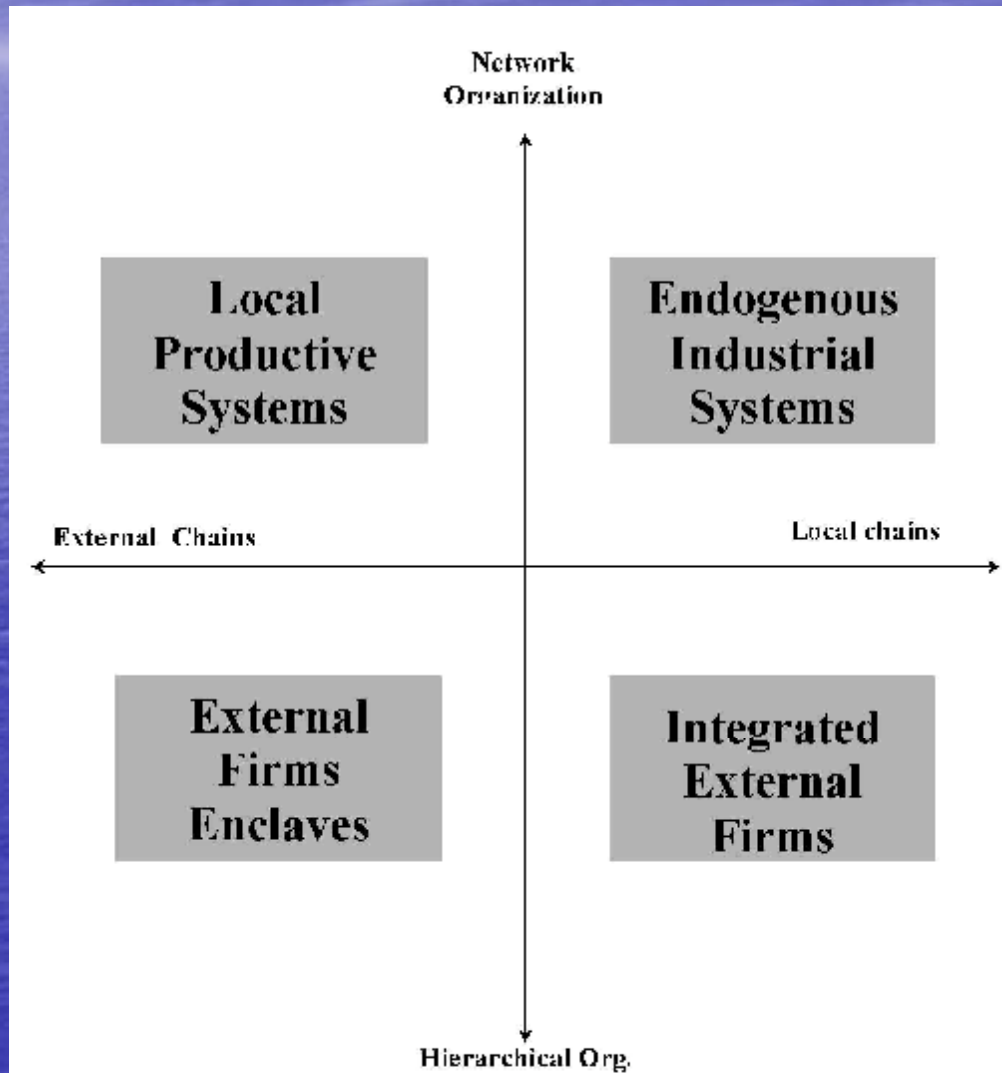 Network
Organization
Local
Productive
Systems
Endogenous
Industrial
Systems
External Chains
Local chains
External
Firms
Enclaves
Integrated
External
Firms
Hierarchical Org.